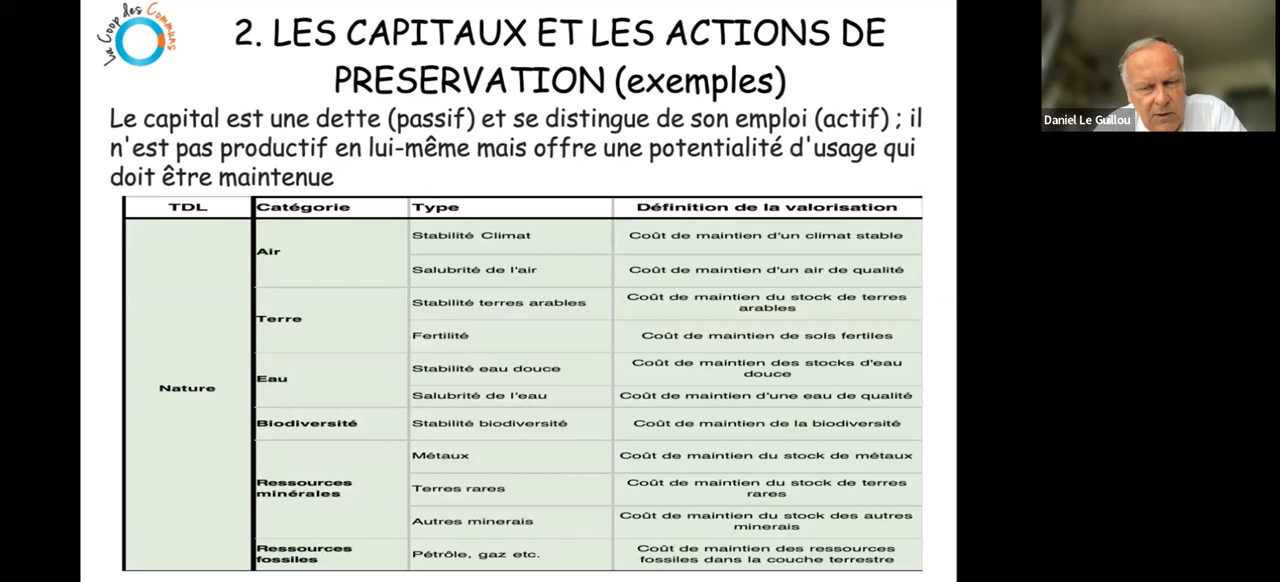 La Coop des Communs
2. LES CAPITAUX ET LES ACTIONS DE
PRESERVATION (exemples)
Le capital est une dette (passif) et se distingue de son emploi (actif) ; il
n'est pas productif en lui-même mais offre une potentialité d'usage qui
doit être maintenue
Daniel Le Guillou
TDL Catégorie Type Définition de la valorisation
Nature
Air
Stabilité Climat Coût de maintien d'un climat stable
Salubrité de l'air Coût de maintien d'un air de qualité
Terre
Stabilité terres arables Coût de maintien du stock de terres
arables
Fertilité Coût de maintien de sols fertiles
Eau
Stabilité eau douce Coût de maintien des stocks d'eau
douce
Salubrité de l'eau Coût de maintien d'une eau de qualité
Biodiversité Stabilité biodiversité Coût de maintien de la biodiversité
Ressources
minérales
Métaux Coût de maintien du stock de métaux
Terres rares Coût de maintien du stock de terres
rares
Autres minerais Coût de maintien du stock des autres
minerais
Ressources
fossiles
Pétrôle, gaz etc. Coût de maintien des ressources
fossiles dans la couche terrestre